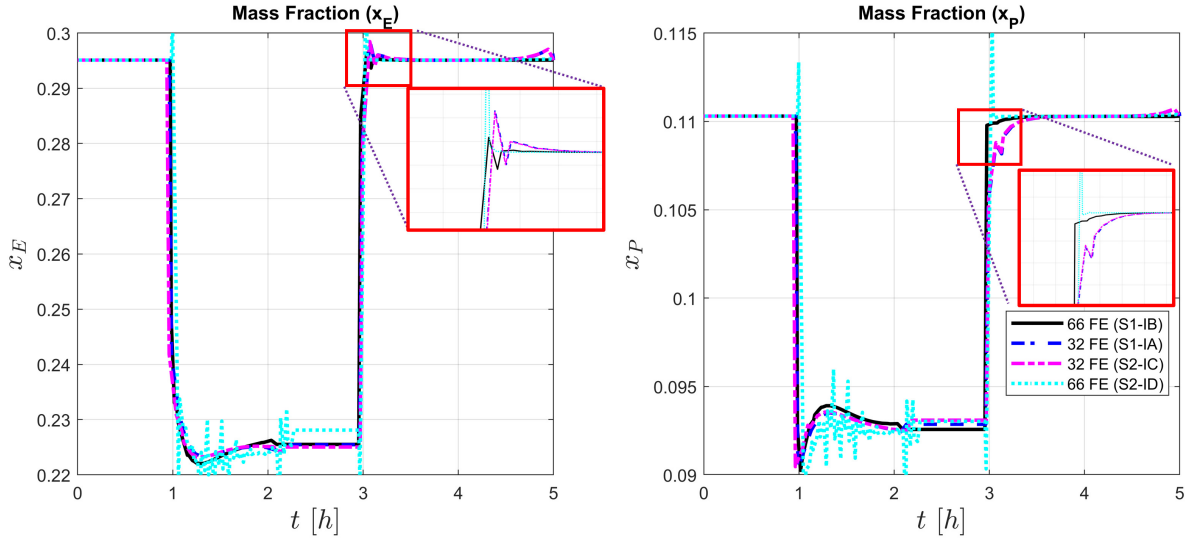 Mass Fraction (x_E)
0.3
0.29
0.28
0.27
0.26
0.25
0.24
0.23
0.22
x_E
0 1 2 3 4 5
t [h]
Mass Fraction (x_P)
0.115
0.11
0.105
0.1
0.095
0.09
x_P
66 FE (S1-IB)
32 FE (S1-IA)
32 FE (S2-IC)
66 FE (S2-ID)
0 1 2 3 4 5
t [h]